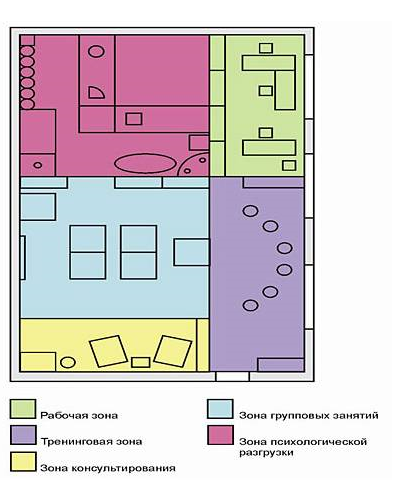 Рабочая зона
Зона групповых занятий
Тренинговая зона
Зона психологической
разгрузки
Зона консультирования